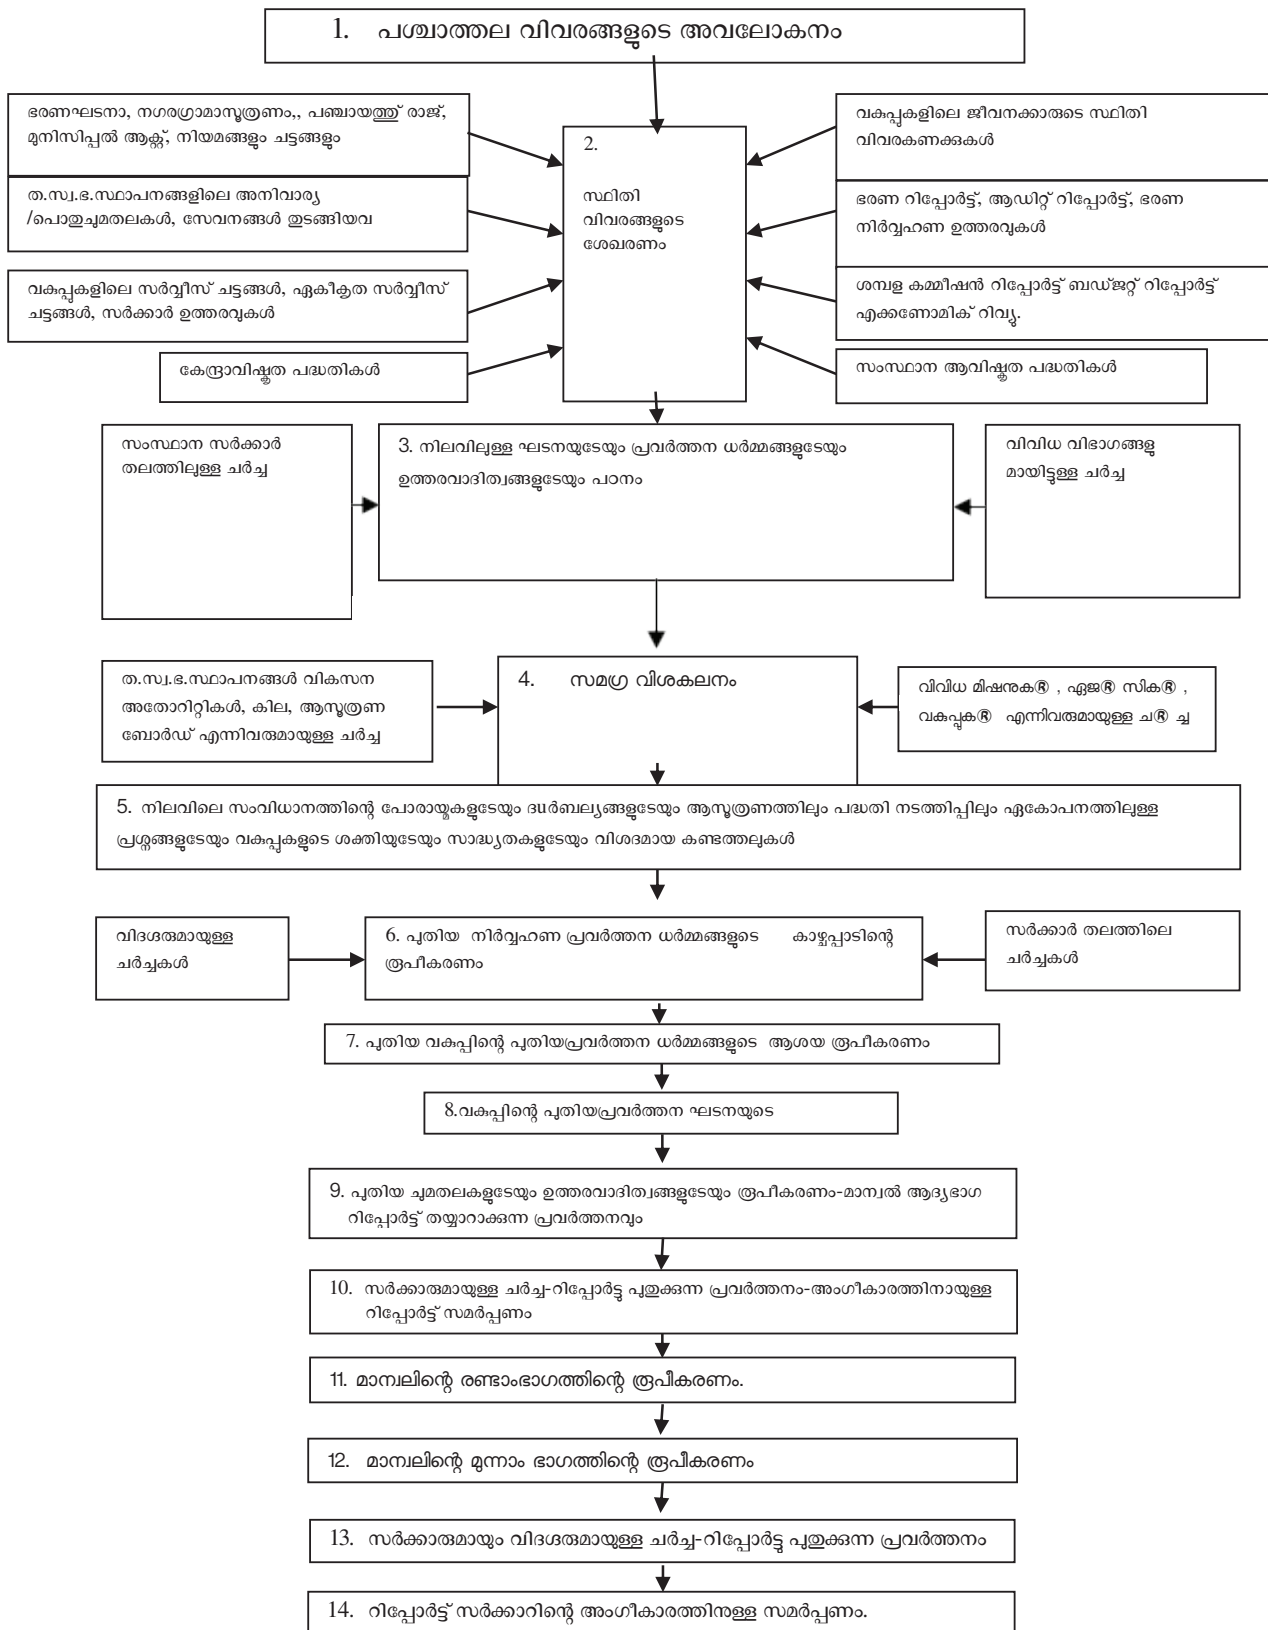 1. പശ്ചാത്തല വിവരങ്ങളുടെ അവലോകനം
ഭരണഘടനാ, നഗരഗ്രാമാസൂത്രണം,, പഞ്ചായത്ത് രാജ്,
മുനിസിപ്പൽ ആക്റ്റ്, നിയമങ്ങളും ചട്ടങ്ങളും
ത.സ്വ.ഭ.സ്ഥാപനങ്ങളിലെ അനിവാര്യ
/പൊതുചുമതലകൾ, സേവനങ്ങൾ തുടങ്ങിയവ
വകുപ്പുകളിലെ സർവ്വീസ് ചട്ടങ്ങൾ, ഏകീകൃത സർവ്വീസ്
ചട്ടങ്ങൾ, സർക്കാർ ഉത്തരവുകൾ
കേന്ദ്രാവിഷ്കൃത പദ്ധതികൾ
2.
സ്ഥിതി
വിവരങ്ങളുടെ
ശേഖരണം
വകുപ്പുകളിലെ ജീവനക്കാരുടെ സ്ഥിതി
വിവരകണക്കുകൾ
ഭരണ റിപ്പോർട്ട്, ആഡിറ്റ് റിപ്പോർട്ട്, ഭരണ
നിർവ്വഹണ ഉത്തരവുകൾ
ശമ്പള കമ്മീഷൻ റിപ്പോർട്ട് ബഡ്ജറ്റ് റിപ്പോർട്ട്
എക്കണോമിക് റിവ്യു.
സംസ്ഥാന ആവിഷ്കൃത പദ്ധതികൾ
സംസ്ഥാന സർക്കാർ
തലത്തിലുള്ള ചർച്ച
3. നിലവിലുള്ള ഘടനയുടേയും പ്രവർത്തന ധർമ്മങ്ങളുടേയും
ഉത്തരവാദിത്വങ്ങളുടേയും പഠനം
വിവിധ വിഭാഗങ്ങളു
മായിട്ടുള്ള ചർച്ച
ത.സ്വ.ഭ.സ്ഥാപനങ്ങൾ വികസന
അതോറിറ്റികൾ, കില, ആസൂത്രണ
ബോർഡ് എന്നിവരുമായുള്ള ചർച്ച
4. സമഗ്ര വിശകലനം
വിവിധ മിഷനുക® , ഏജ® സിക® ,
വകുപ്പുക® എന്നിവരുമായുള്ള ച® ച്ച
5. നിലവിലെ സംവിധാനത്തിന്റെ പോരായ്മകളുടേയും ദuർബല്യങ്ങളുടേയും ആസൂത്രണത്തിലും പദ്ധതി നടത്തിപ്പിലും ഏകോപനത്തിലുള്ള
പ്രശ്നങ്ങളുടേയും വകുപ്പുകളുടെ ശക്തിയുടേയും സാദ്ധ്യതകളുടേയും വിശദമായ കണ്ടത്തലുകൾ
വിദഗ്ദരുമായുള്ള
ചർച്ചകൾ
6. പുതിയ നിർവ്വഹണ പ്രവർത്തന ധർമ്മങ്ങളുടെ കാഴ്ചപ്പാടിന്റെ
രൂപീകരണം
സർക്കാർ തലത്തിലെ
ചർച്ചകൾ
7. പുതിയ വകുപ്പിന്റെ പുതിയപ്രവർത്തന ധർമ്മങ്ങളുടെ ആശയ രൂപീകരണം
8.വകുപ്പിന്റെ പുതിയപ്രവർത്തന ഘടനയുടെ
9. പുതിയ ചുമതലകളുടേയും ഉത്തരവാദിത്വങ്ങളുടേയും രൂപീകരണം-മാന്വൽ ആദ്യഭാഗ
റിപ്പോർട്ട് തയ്യാറാക്കുന്ന പ്രവർത്തനവും
10. സർക്കാരുമായുള്ള ചർച്ച-റിപ്പോർട്ടു പുതുക്കുന്ന പ്രവർത്തനം-അംഗീകാരത്തിനായുള്ള
റിപ്പോർട്ട് സമർപ്പണം
11. മാന്വലിന്റെ രണ്ടാംഭാഗത്തിന്റെ രൂപീകരണം.
12. മാന്വലിന്റെ മുന്നാം ഭാഗത്തിന്റെ രൂപീകരണം
13. സർക്കാരുമായും വിദഗ്ദരുമായുള്ള ചർച്ച-റിപ്പോർട്ടു പുതുക്കുന്ന പ്രവർത്തനം
14. റിപ്പോർട്ട് സർക്കാറിന്റെ അംഗീകാരത്തിനുള്ള സമർപ്പണം.